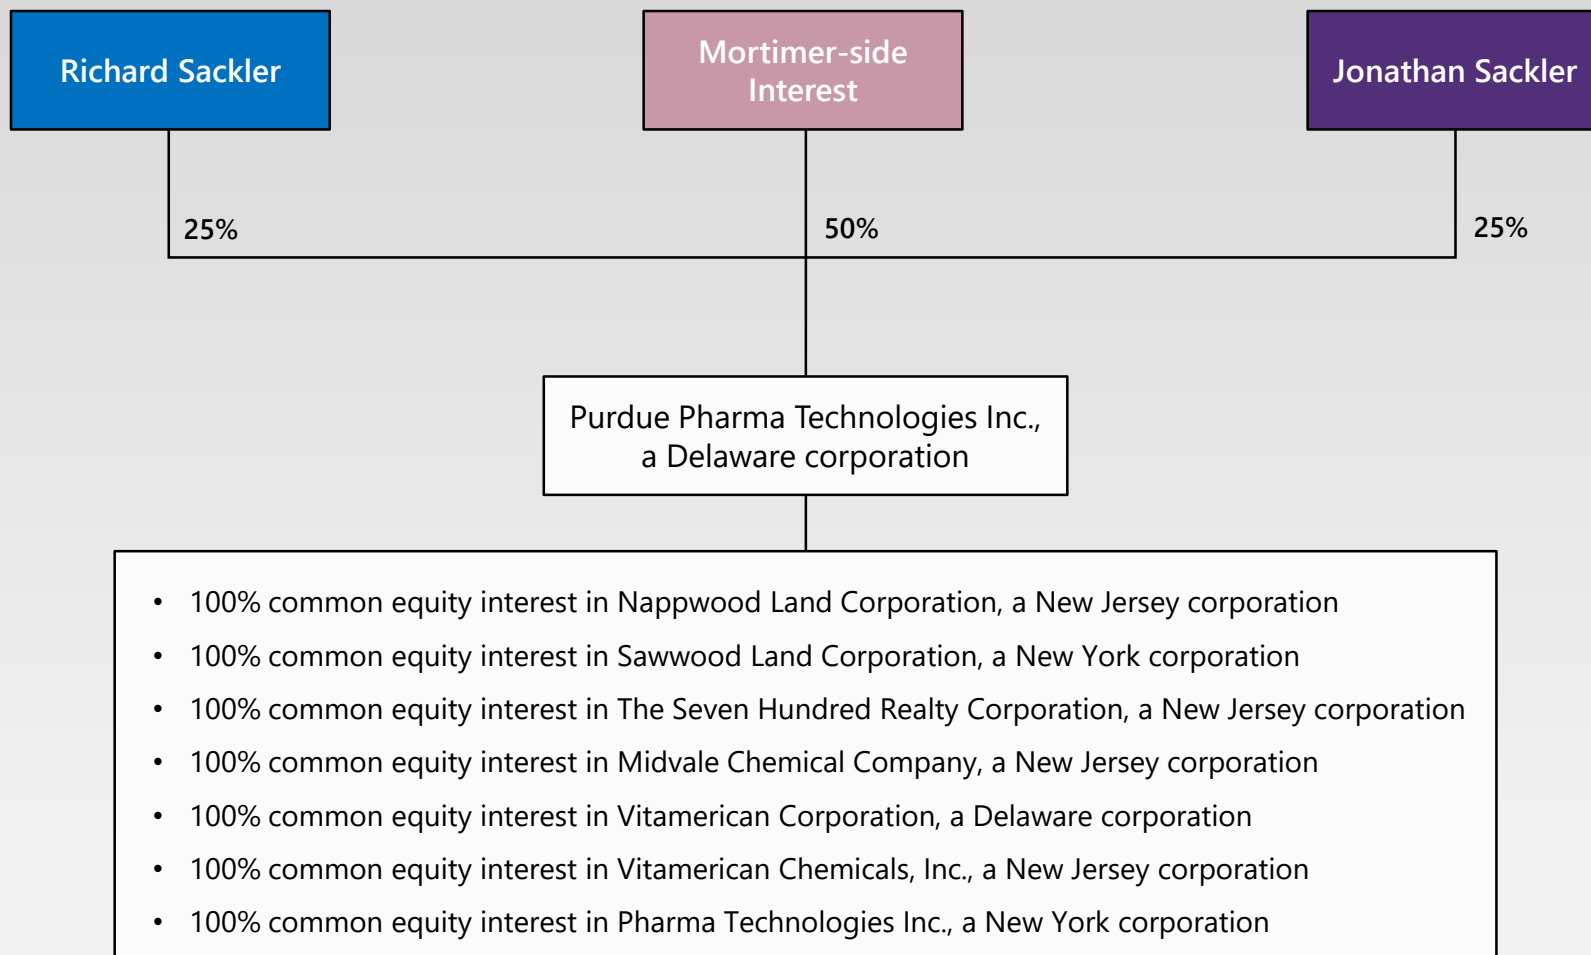 Richard Sackler
Mortimer-side
Interest
Jonathan Sackler
25%
50%
25%
Purdue Pharma Technologies Inc.,
a Delaware corporation
• 100% common equity interest in Nappwood Land Corporation, a New Jersey corporation
• 100% common equity interest in Sawwood Land Corporation, a New York corporation
• 100% common equity interest in The Seven Hundred Realty Corporation, a New Jersey corporation
• 100% common equity interest in Midvale Chemical Company, a New Jersey corporation
• 100% common equity interest in Vitamerican Corporation, a Delaware corporation
• 100% common equity interest in Vitamerican Chemicals, Inc., a New Jersey corporation
• 100% common equity interest in Pharma Technologies Inc., a New York corporation